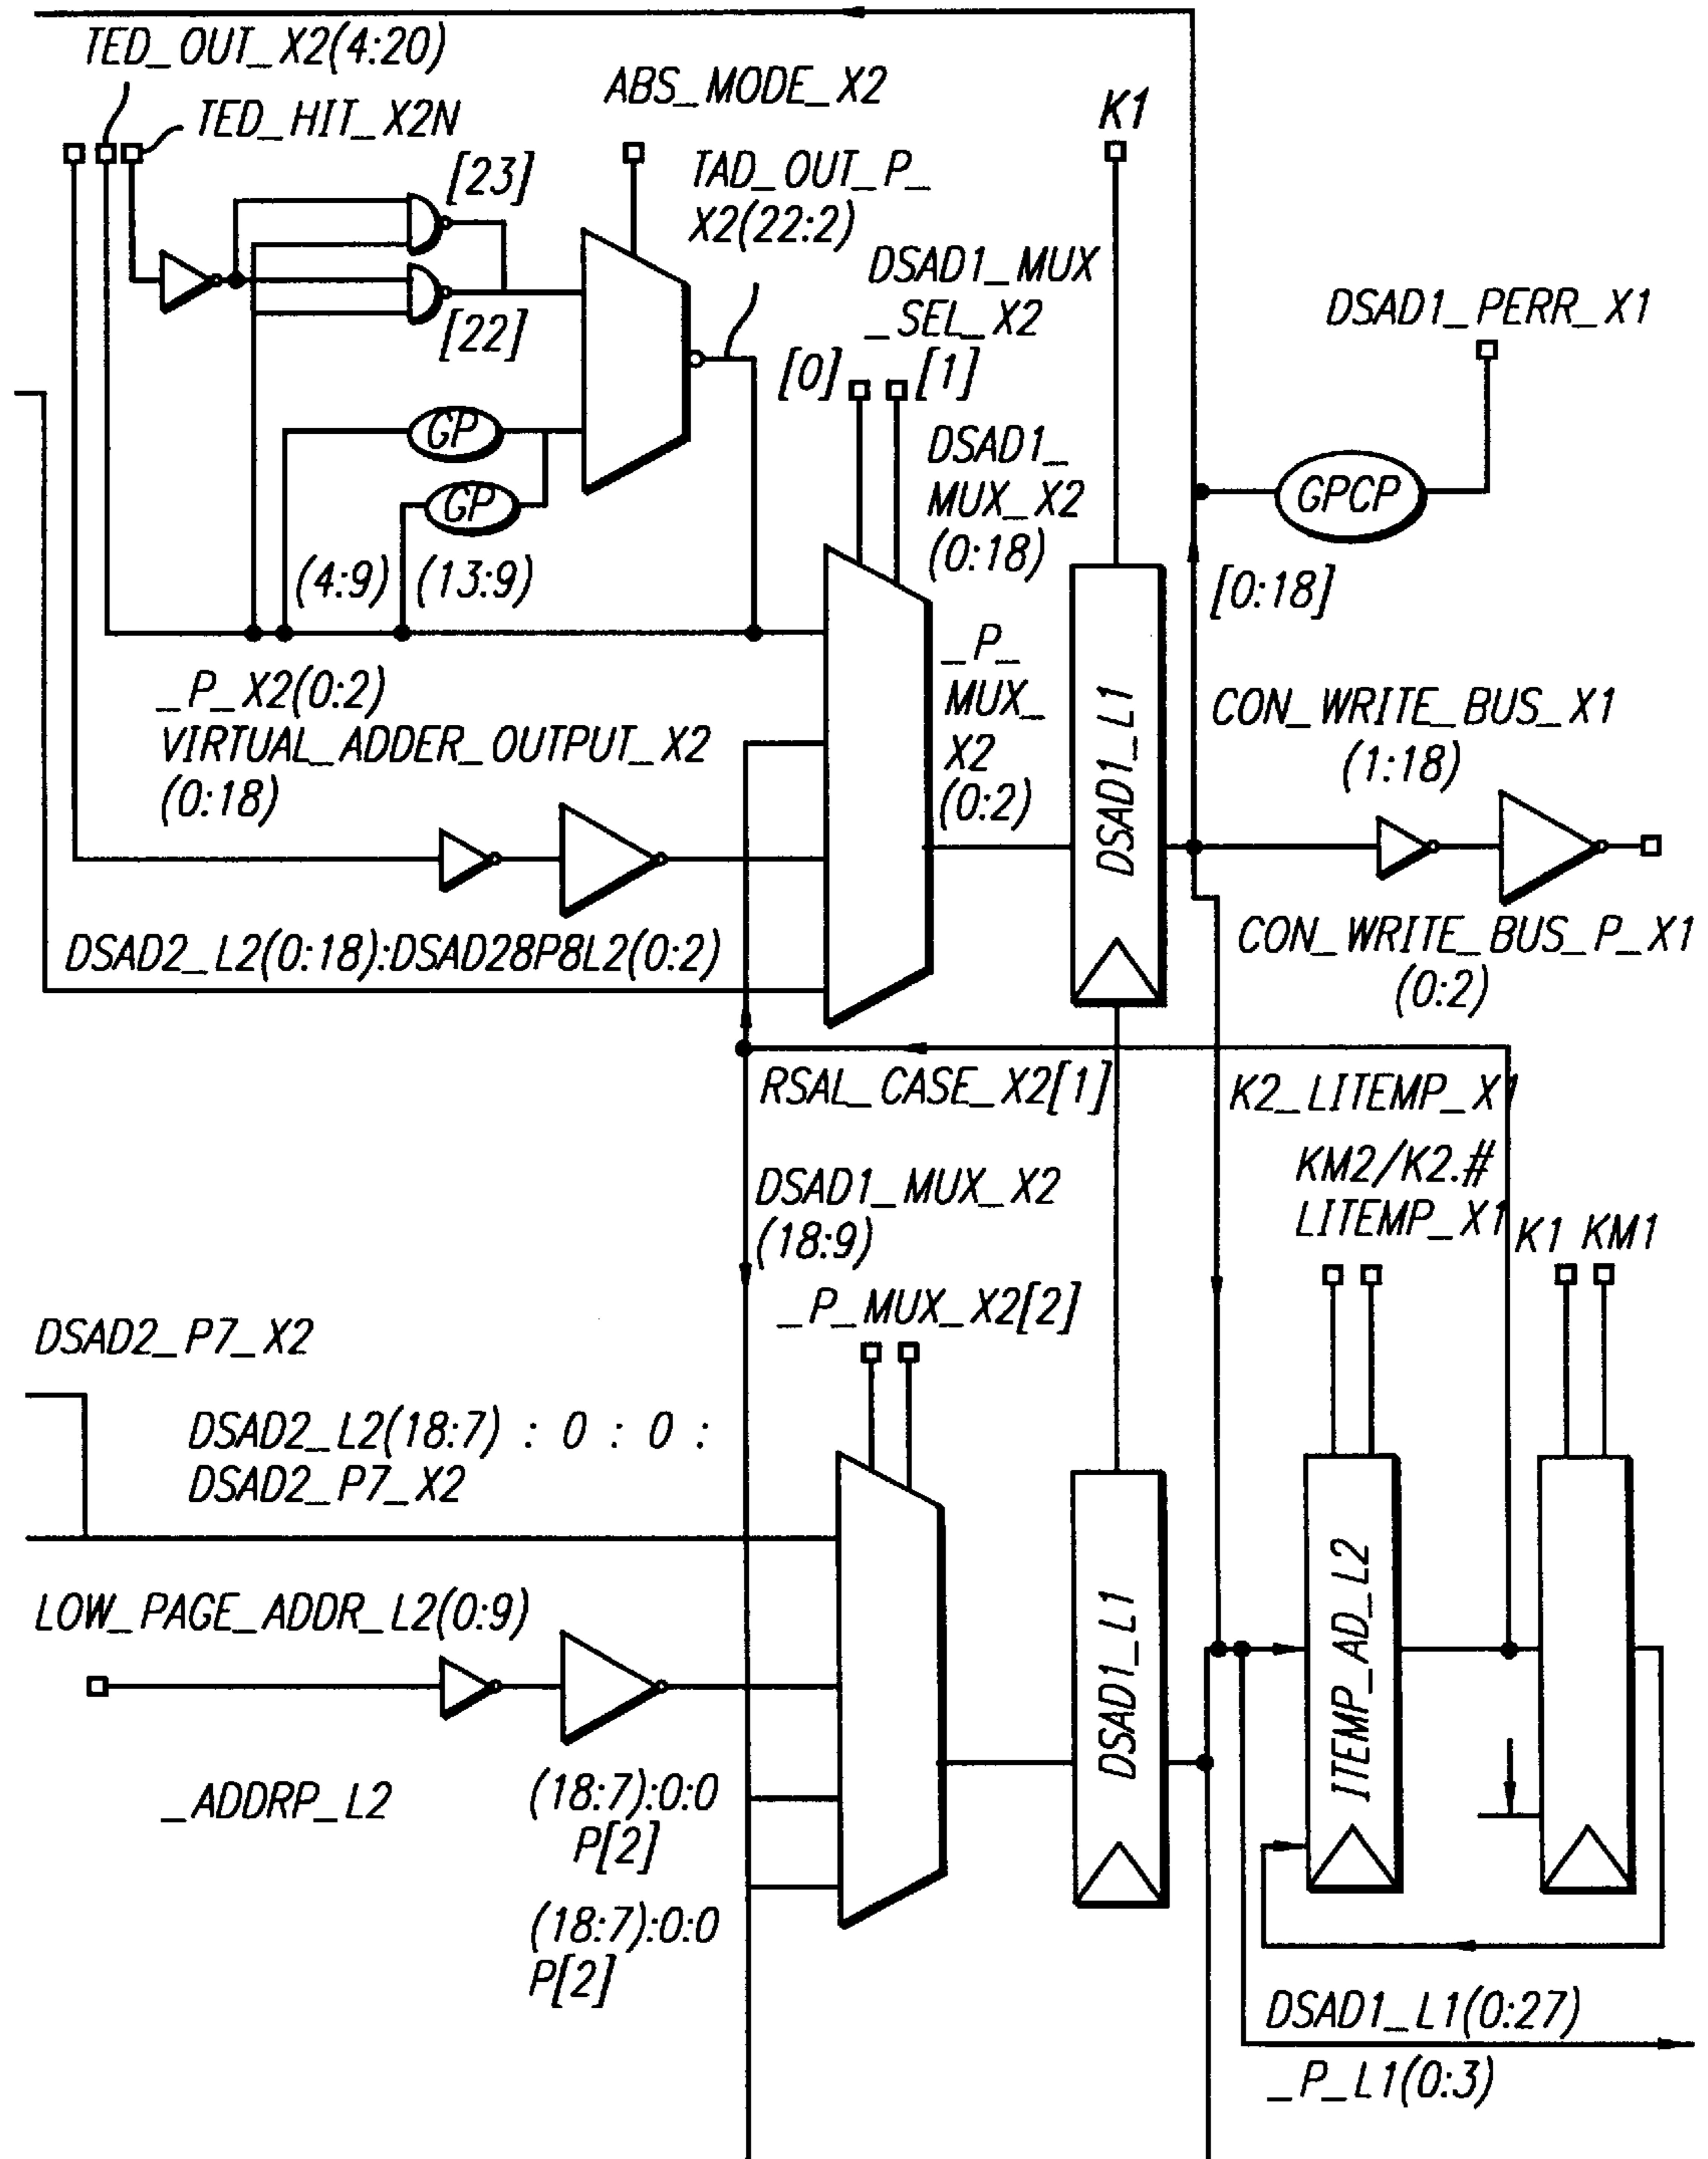 TED_OUT_X2(4:20)
TED_HIT_X2N
ABS_MODE_X2
K1
[23]
TAD_OUT_P_
X2(22:2)
[22]
DSAD1_MUX
_SEL_X2
[0]
[1]
DSAD1_PERR_X1
GP
GP
DSAD1_
MUX_X2
(0:18)
GPCP
(4:9)
(13:9)
[0:18]
_P_X2(0:2)
VIRTUAL_ADDER_OUTPUT_X2
(0:18)
_P_
MUX_
X2
(0:2)
DSAD1_L1
CON_WRITE_BUS_X1
(1:18)
DSAD2_L2(0:18):DSAD28P8L2(0:2)
CON_WRITE_BUS_P_X1
(0:2)
RSAL_CASE_X2[1]
K2_LITEMP_X1
KM2/K2.#
LITEMP_X1
K1 KM1
DSAD1_MUX_X2
(18:9)
_P_MUX_X2[2]
DSAD2_P7_X2
DSAD2_L2(18:7) : 0 : 0 :
DSAD2_P7_X2
LOW_PAGE_ADDR_L2(0:9)
DSAD1_L1
ITEMP_AD_L2
_ADDRP_L2
(18:7):0:0
P[2]
(18:7):0:0
P[2]
DSAD1_L1(0:27)
_P_L1(0:3)